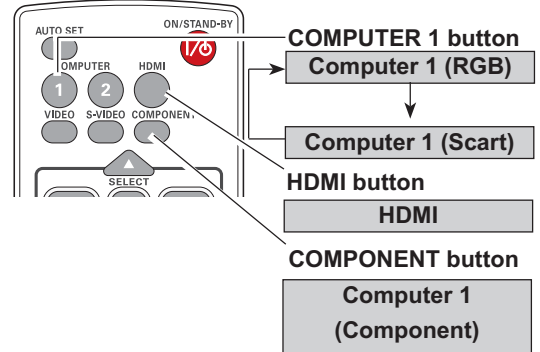 AUTO SET
ON/STAND-BY
COMPUTER 1 button
I/
OMPUTER
HDMI
Computer 1 (RGB)
1
2
VIDEO
S-VIDEO
COMPONENT
Computer 1 (Scart)
SELECT
HDMI button
HDMI
COMPONENT button
Computer 1
(Component)